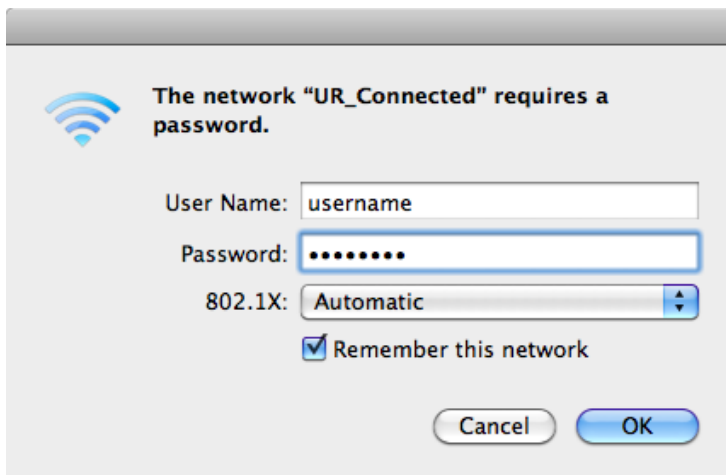 The network “UR_Connected” requires a
password.
User Name: username
Password: ••••••••
802.1X: Automatic
Remember this network
Cancel OK